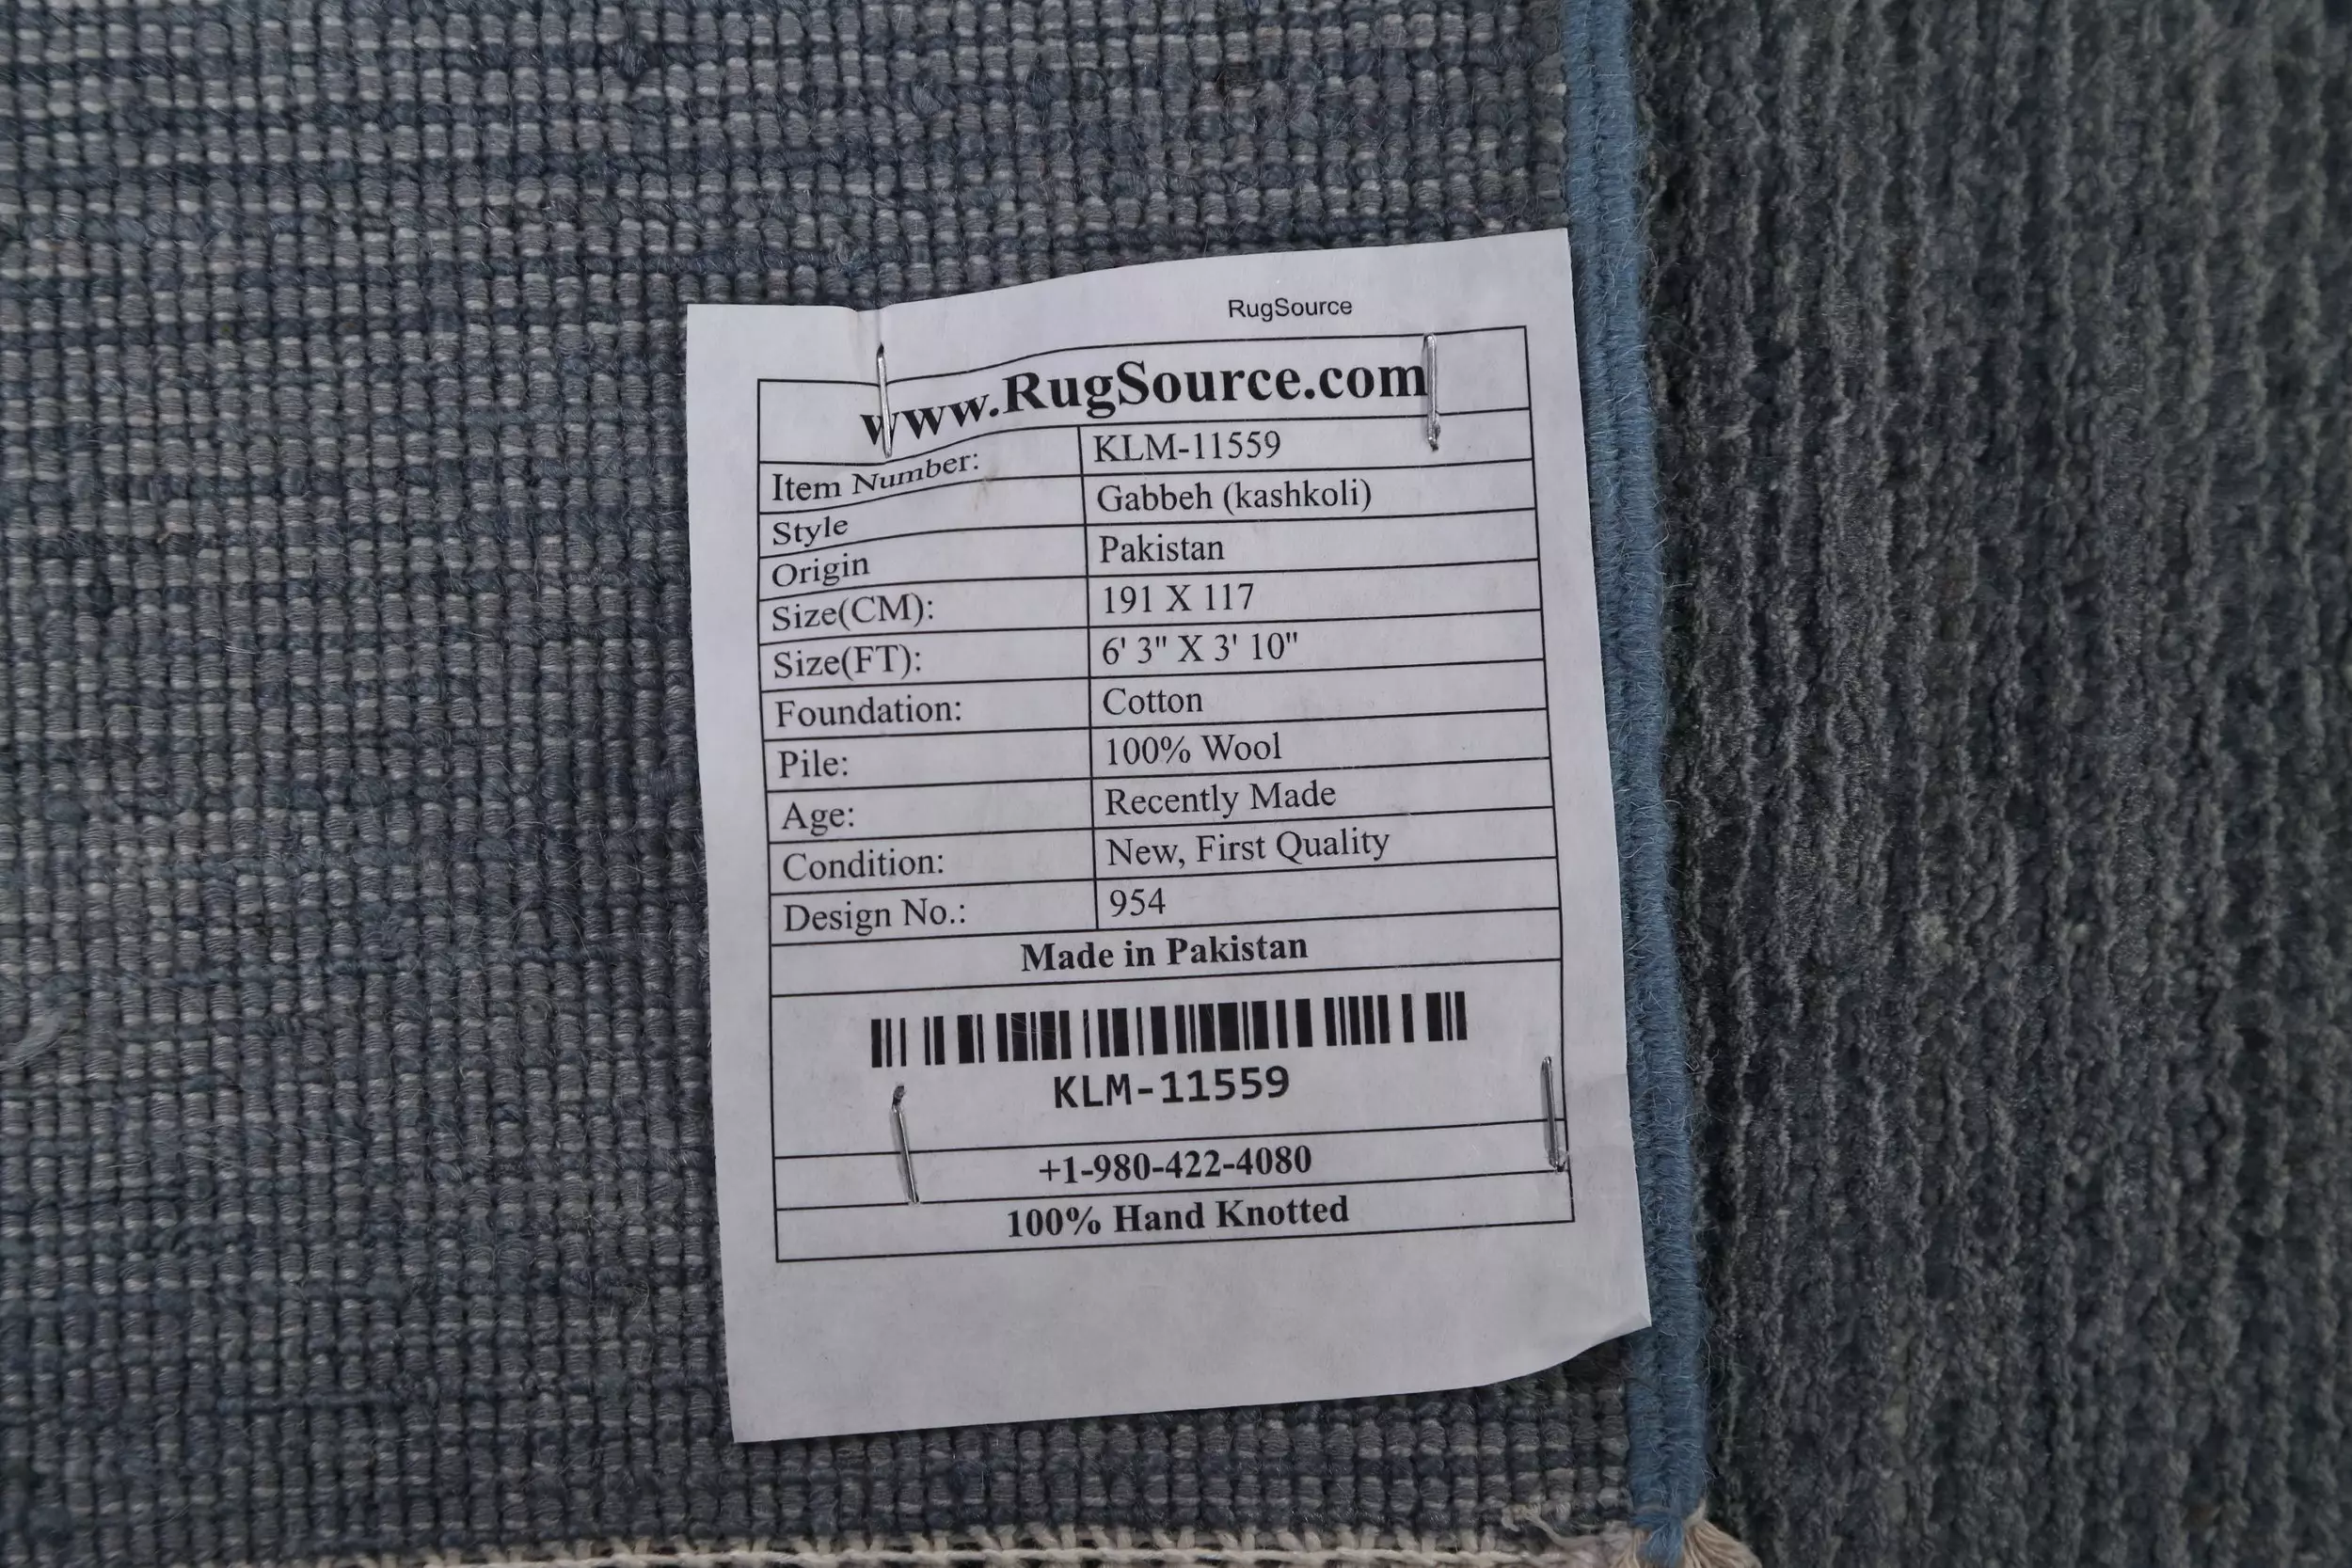 RugSource
www.RugSource.com
Item Number: KLM-11559
Style Gabbeh (kashkoli)
Origin Pakistan
Size(CM): 191 X 117
Size(FT): 6' 3" X 3' 10"
Foundation: Cotton
Pile: 100% Wool
Age: Recently Made
Condition: New, First Quality
Design No.: 954
Made in Pakistan
KLM-11559
+1-980-422-4080
100% Hand Knotted